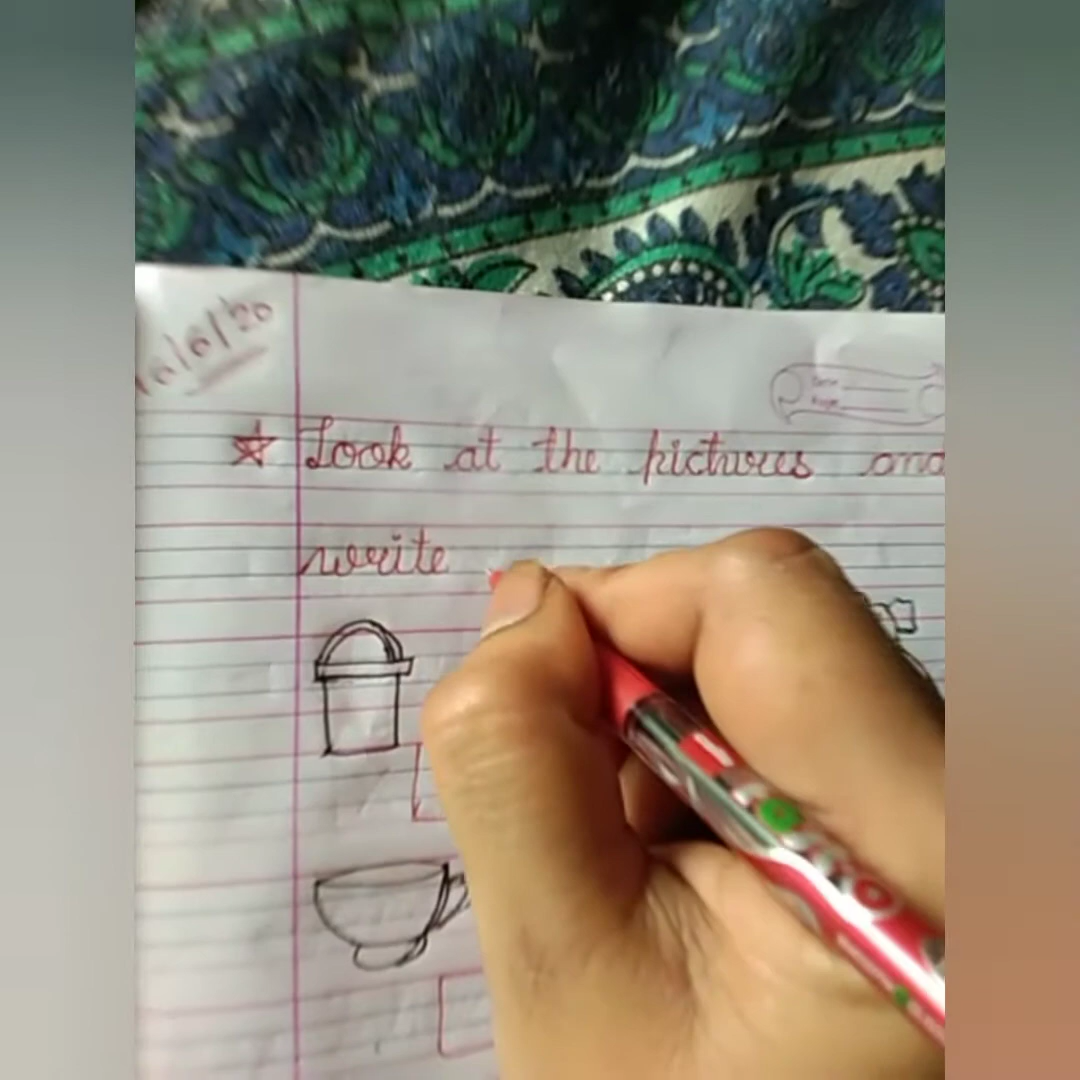 ☆ Look at the pictures and
write